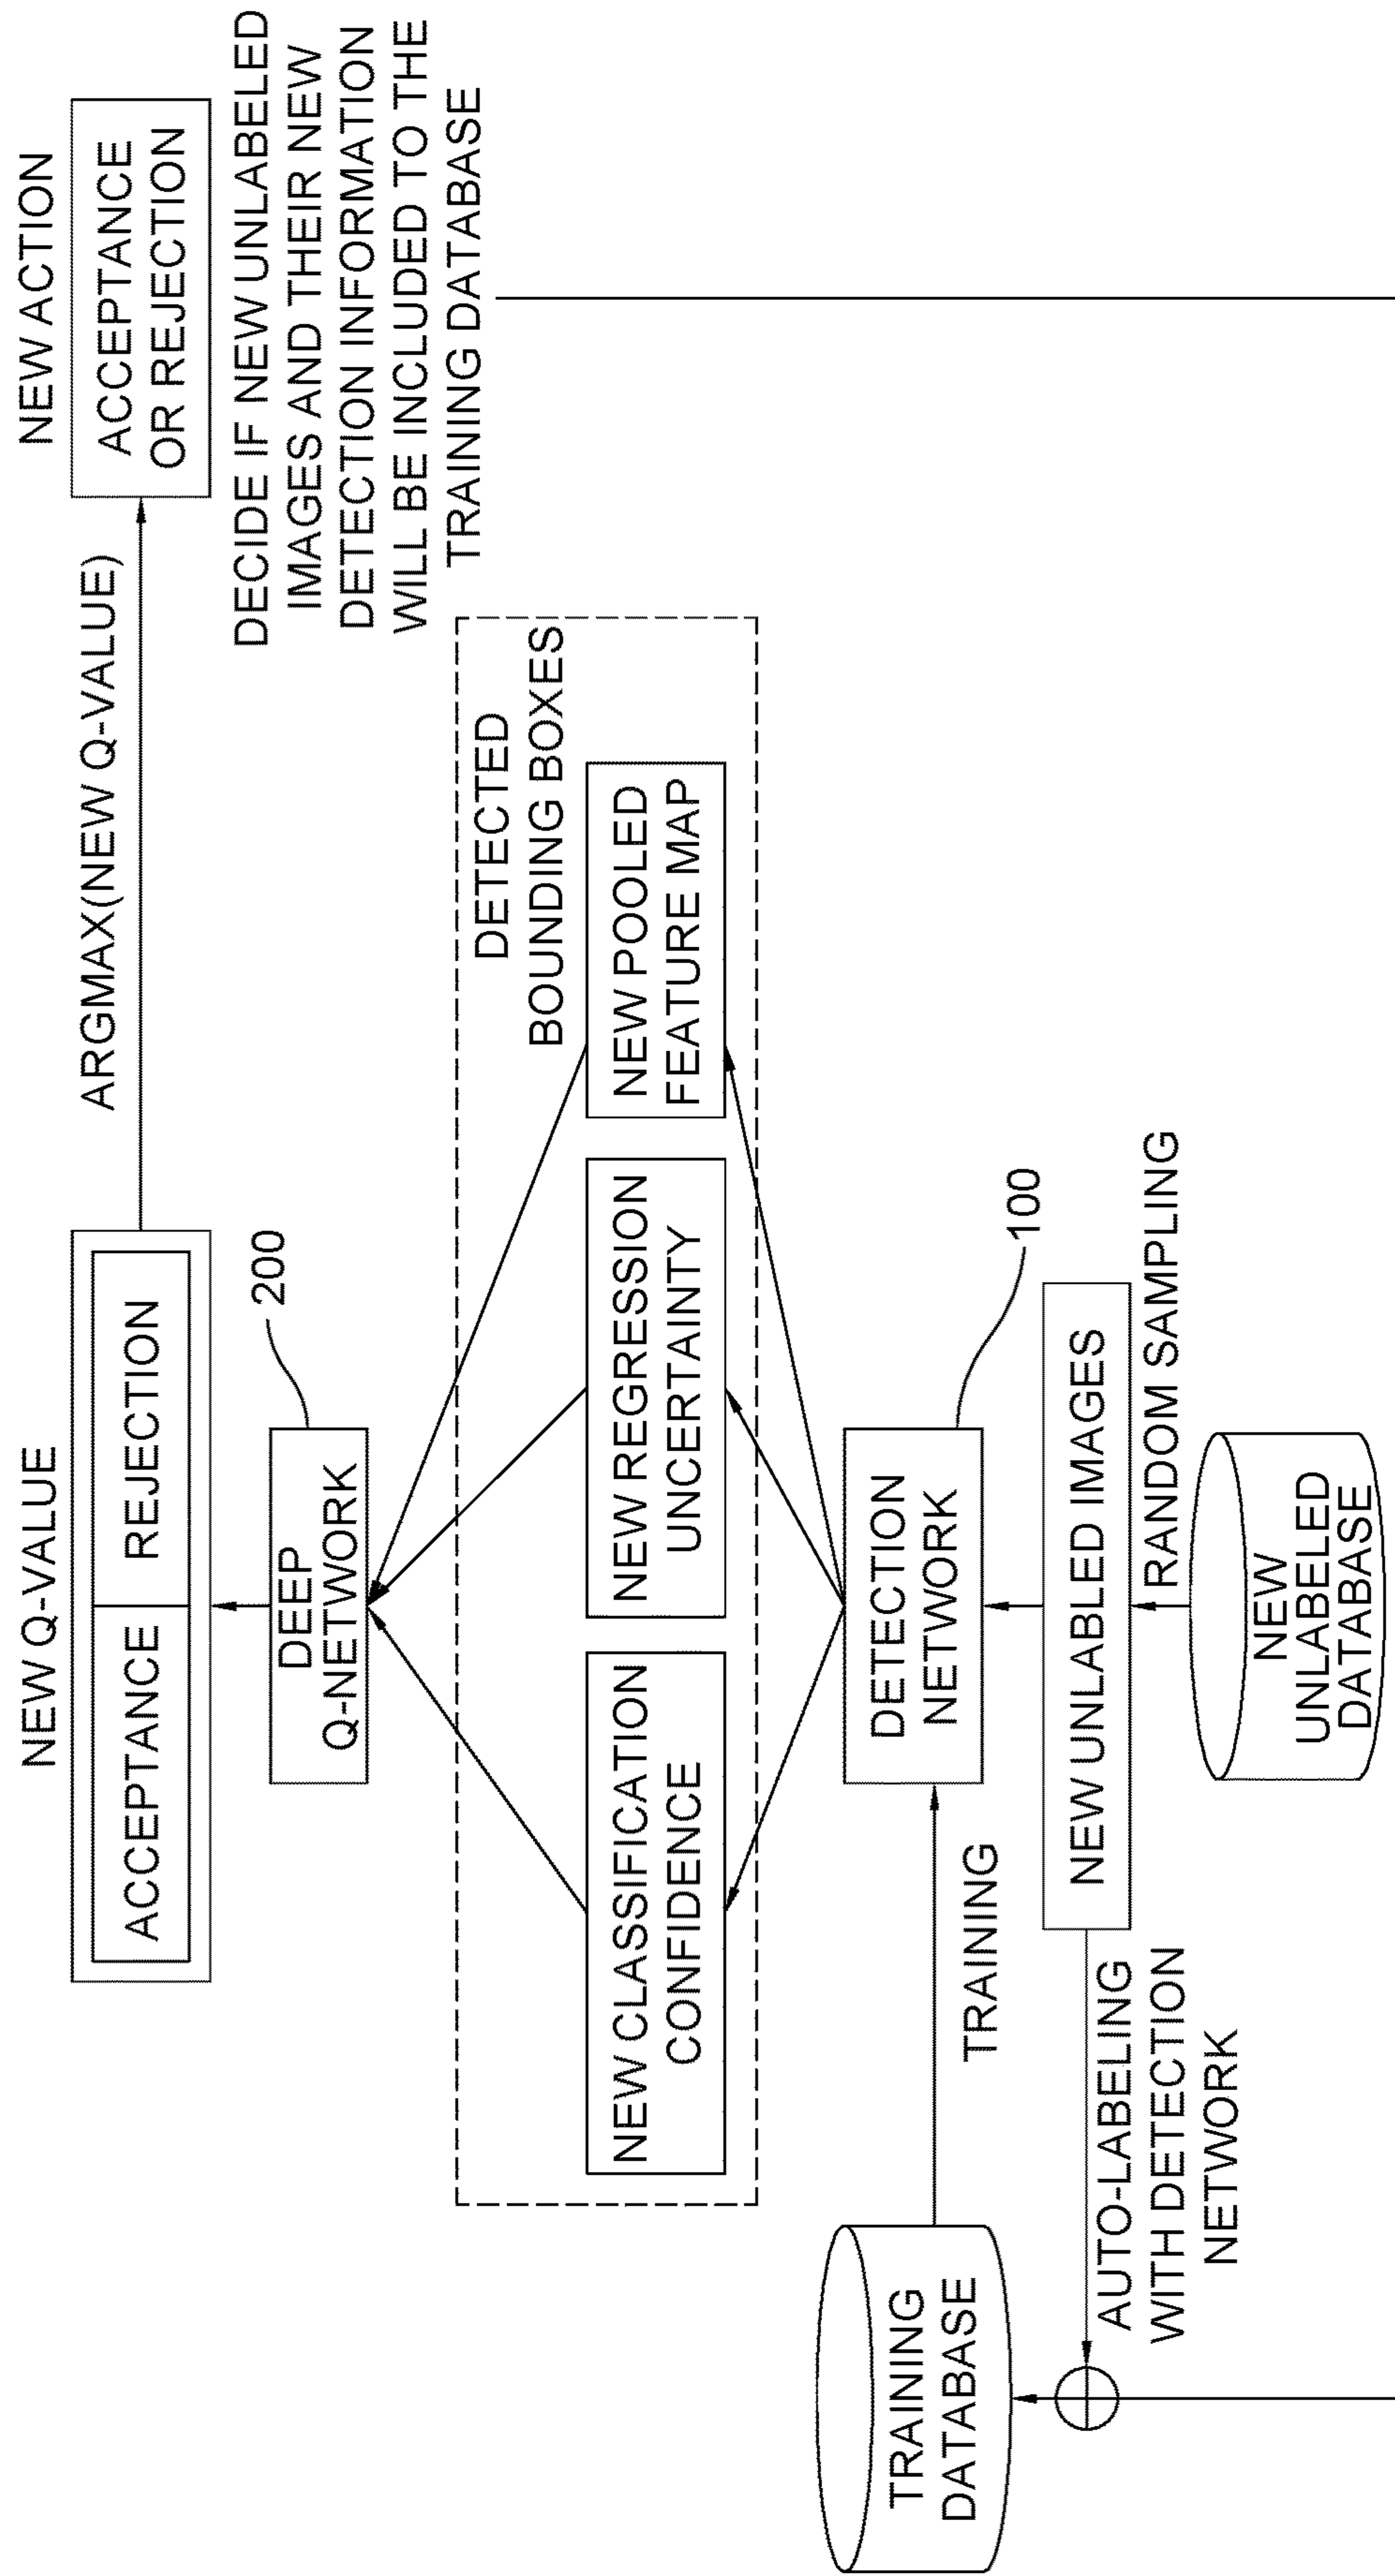 NEW Q-VALUE
ACCEPTANCE
REJECTION
ARGMAX(NEW Q-VALUE)
NEW ACTION
ACCEPTANCE
OR REJECTION
DECIDE IF NEW UNLABELED
IMAGES AND THEIR NEW
DETECTION INFORMATION
WILL BE INCLUDED TO THE
TRAINING DATABASE
DEEP
Q-NETWORK
200
DETECTED
BOUNDING BOXES
NEW CLASSIFICATION
CONFIDENCE
NEW REGRESSION
UNCERTAINTY
NEW POOLED
FEATURE MAP
TRAINING
DATABASE
TRAINING
DETECTION
NETWORK
100
NEW UNLABELED IMAGES
AUTO-LABELING
WITH DETECTION
NETWORK
RANDOM SAMPLING
NEW
UNLABELED
DATABASE